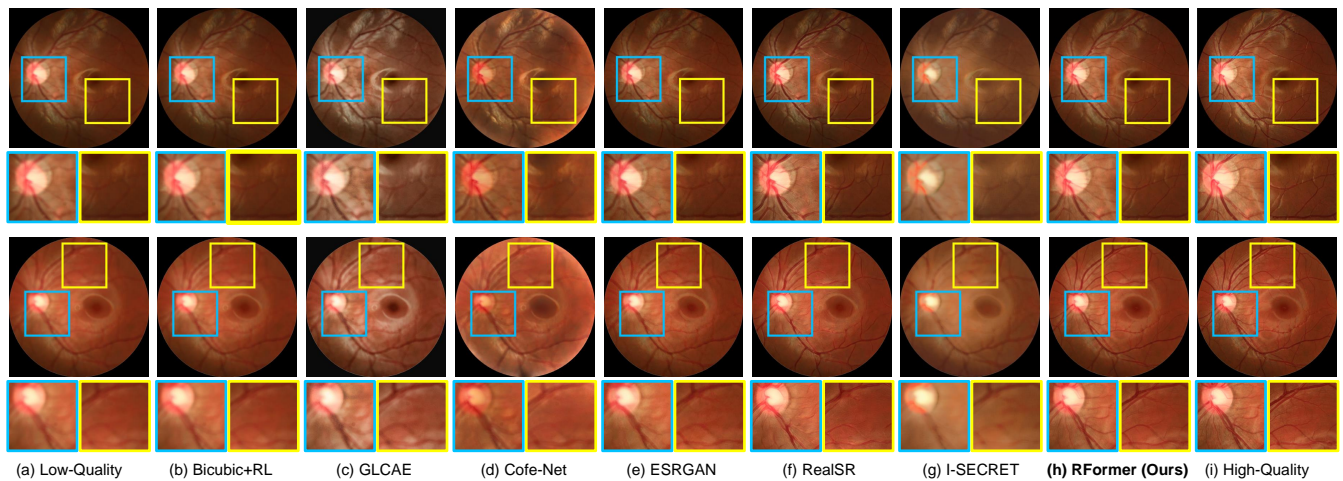 (a) Low-Quality (b) Bicubic+RL (c) GLCAE (d) Cofe-Net (e) ESRGAN (f) RealSR (g) I-SECRET (h) RFormer (Ours) (i) High-Quality